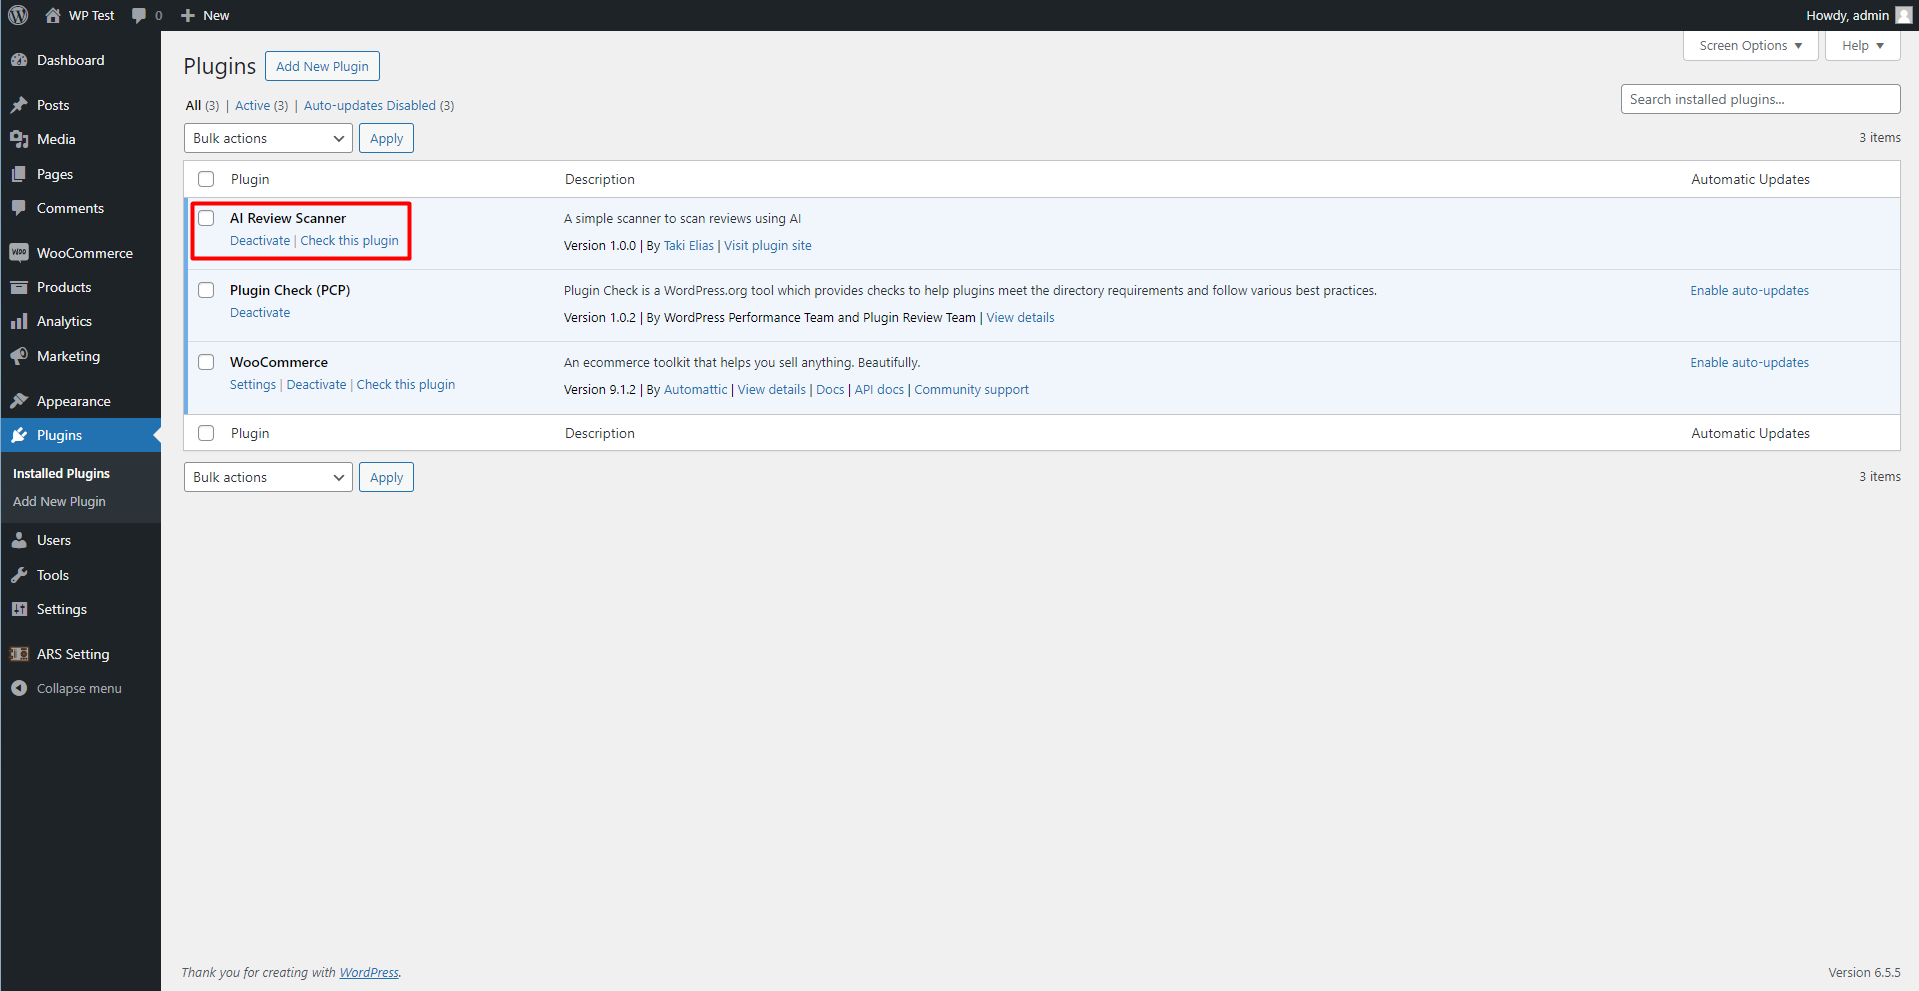 WP Test 0 New Howdy, admin
Screen Options Help
Dashboard
Posts
Media
Pages
Comments
WOO WooCommerce
Products
Analytics
Marketing
Appearance
Plugins
Installed Plugins
Add New Plugin
Users
Tools
Settings
ARS Setting
Collapse menu
Plugins Add New Plugin
All (3) | Active (3) | Auto-updates Disabled (3)
Search installed plugins...
Bulk actions Apply 3 items
Plugin Description Automatic Updates
AI Review Scanner A simple scanner to scan reviews using AI
Deactivate | Check this plugin Version 1.0.0 | By Taki Elias | Visit plugin site
Plugin Check (PCP) Plugin Check is a WordPress.org tool which provides checks to help plugins meet the directory requirements and follow various best practices. Enable auto-updates
Deactivate Version 1.0.2 | By WordPress Performance Team and Plugin Review Team | View details
WooCommerce An ecommerce toolkit that helps you sell anything. Beautifully. Enable auto-updates
Settings | Deactivate | Check this plugin Version 9.1.2 | By Automattic | View details | Docs | API docs | Community support
Plugin Description Automatic Updates
Bulk actions Apply 3 items
Thank you for creating with WordPress. Version 6.5.5